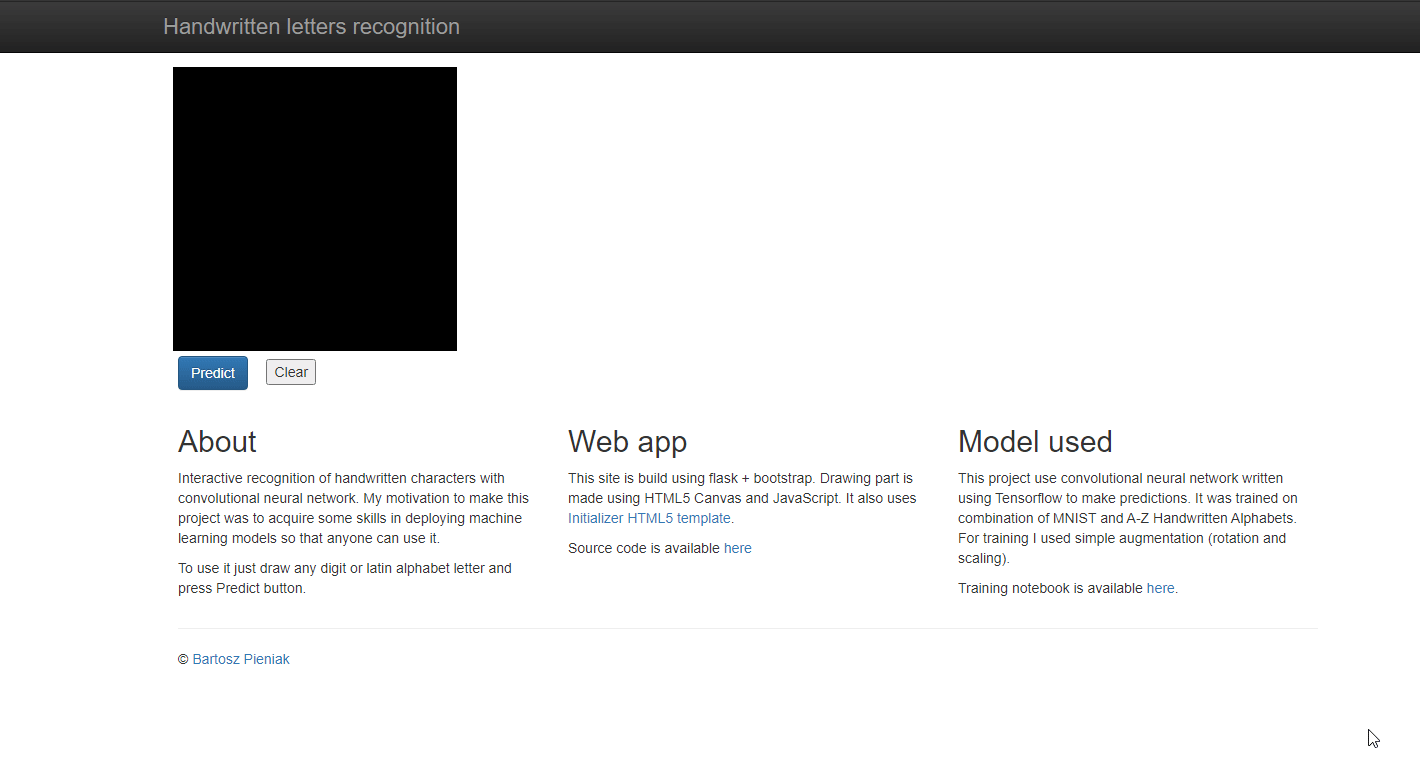 Handwritten letters recognition
Predict
Clear
About
Interactive recognition of handwritten characters with
convolutional neural network. My motivation to make this
project was to acquire some skills in deploying machine
learning models so that anyone can use it.
To use it just draw any digit or latin alphabet letter and
press Predict button.
Web app
This site is build using flask + bootstrap. Drawing part is
made using HTML5 Canvas and JavaScript. It also uses
Initializer HTML5 template.
Source code is available here
Model used
This project use convolutional neural network written
using Tensorflow to make predictions. It was trained on
combination of MNIST and A-Z Handwritten Alphabets.
For training I used simple augmentation (rotation and
scaling).
Training notebook is available here.
© Bartosz Pieniak